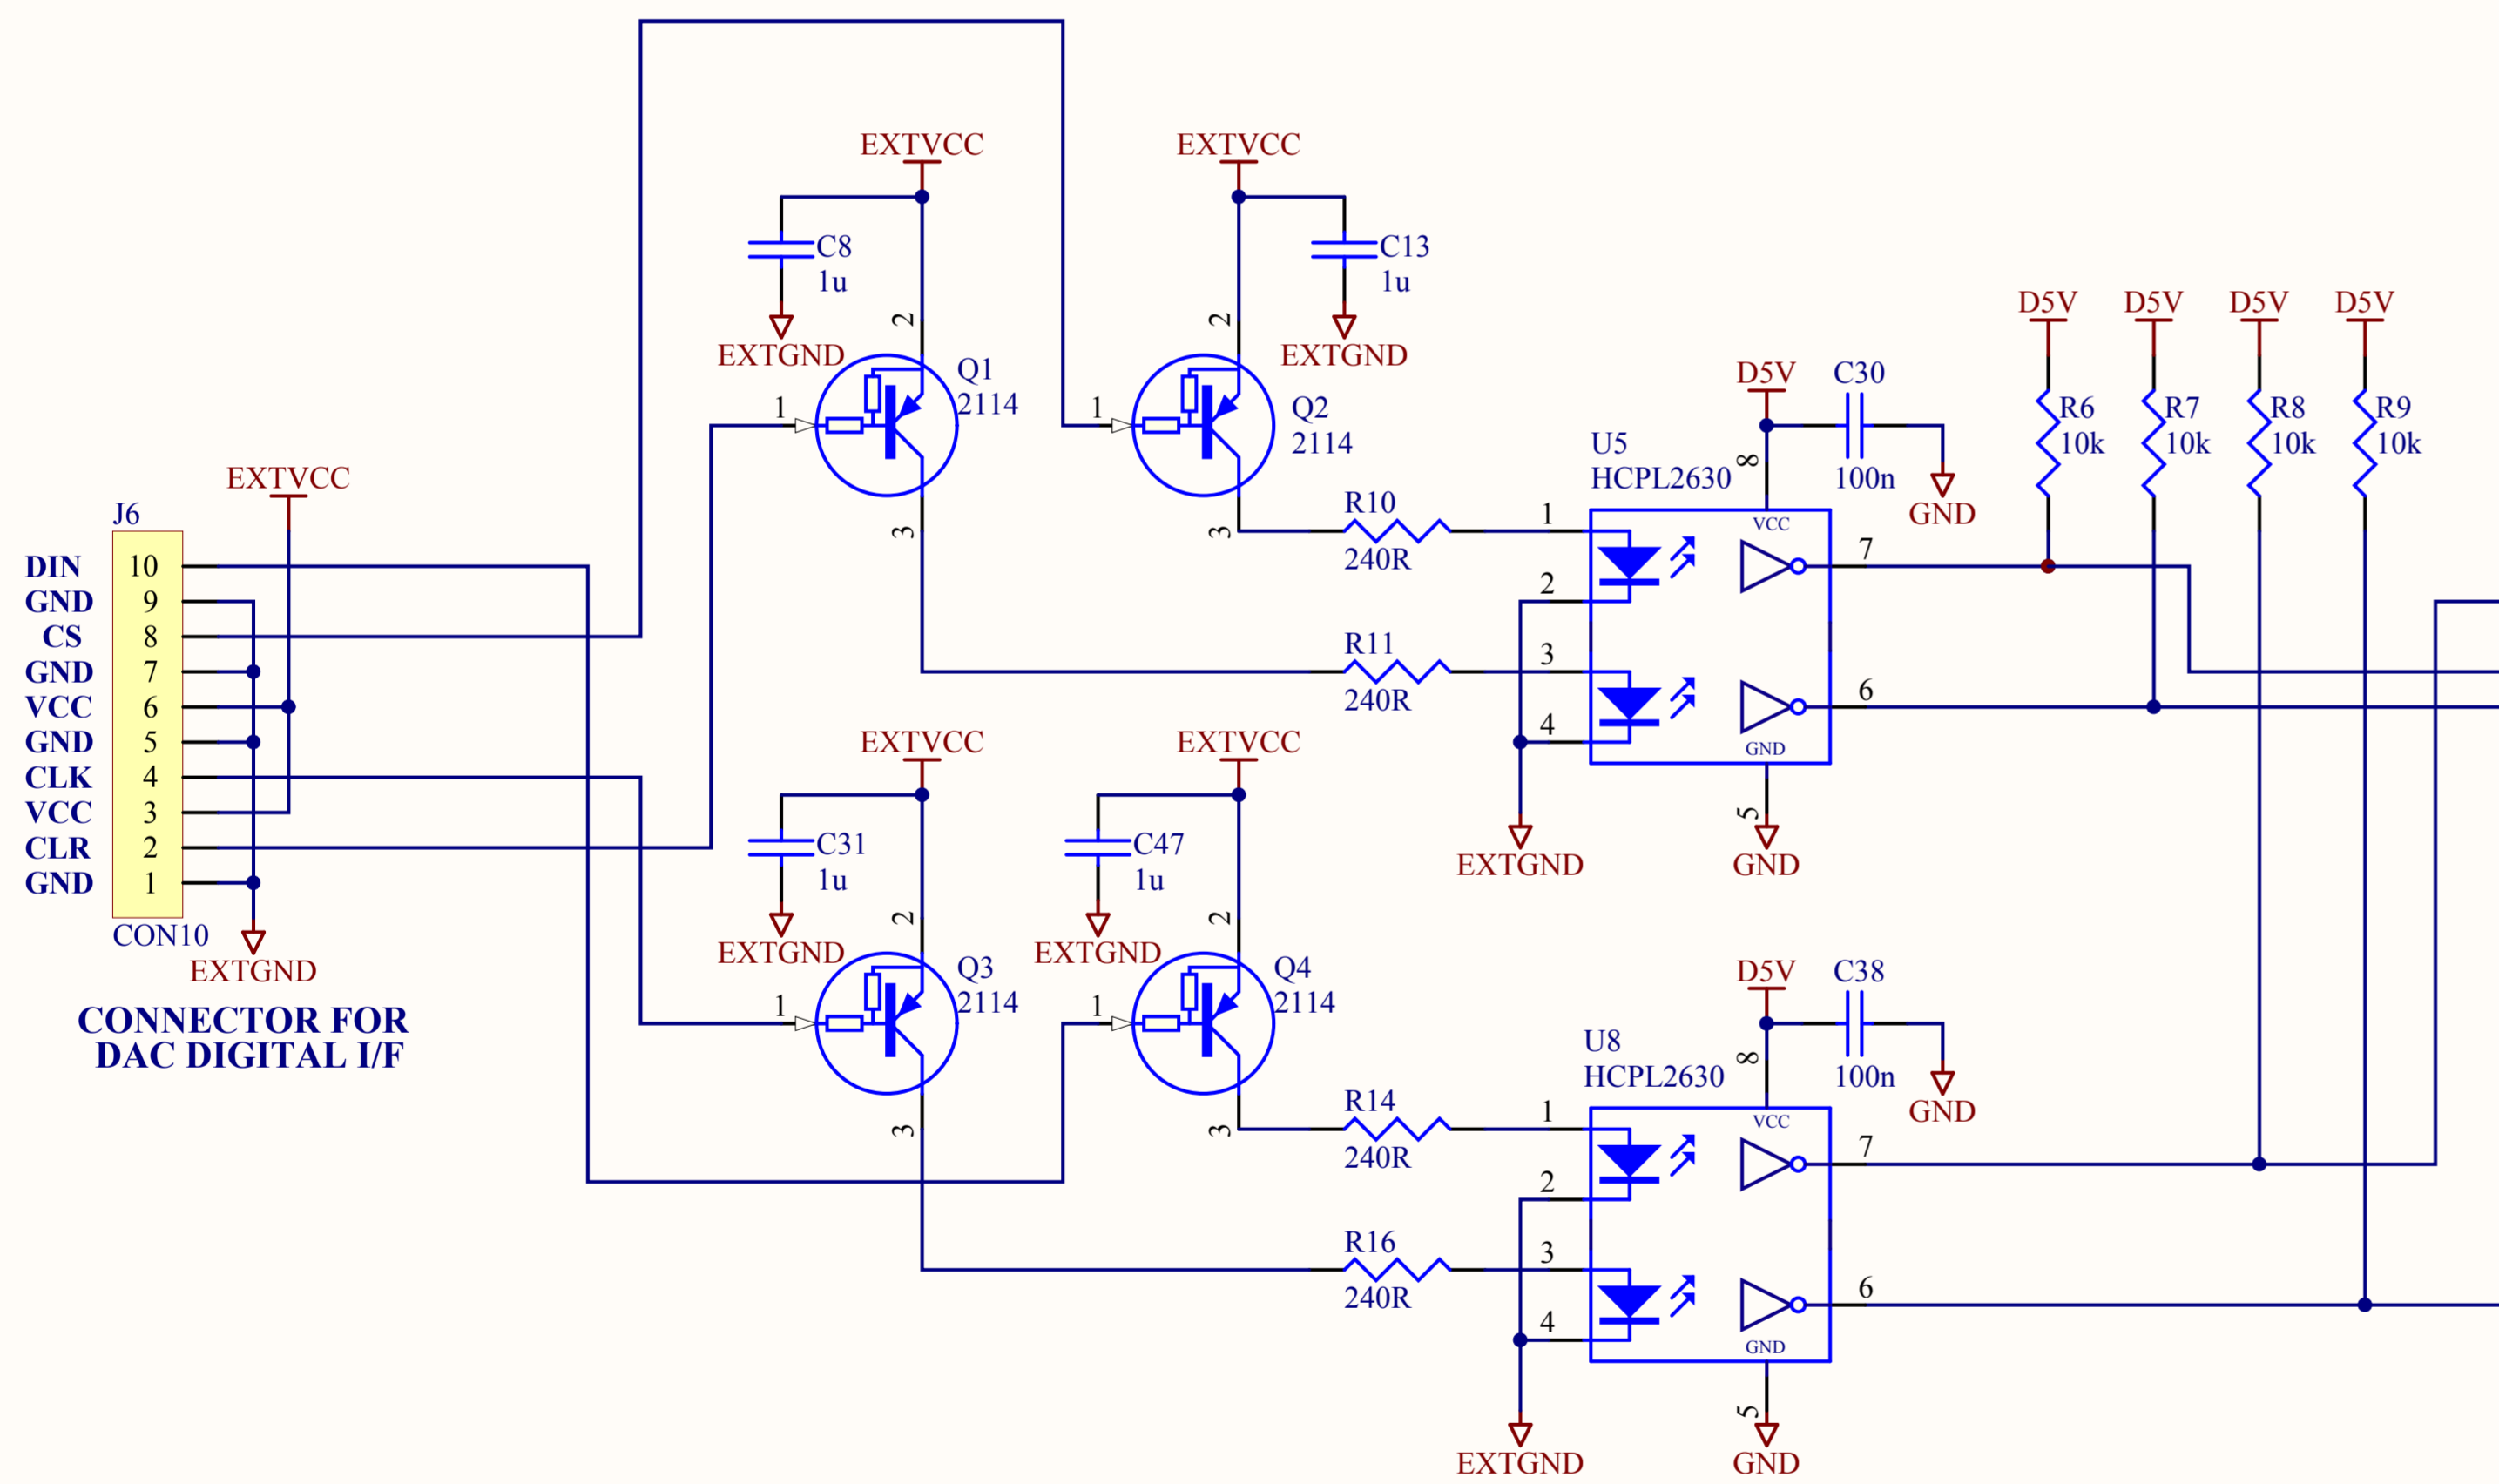 EXTVCC
EXTVCC
C8
1u
EXTGND
2
Q1
2114
1
3
C13
1u
EXTGND
2
Q2
2114
1
3
EXTVCC
J6
DIN 10
GND 9
CS 8
GND 7
VCC 6
GND 5
CLK 4
VCC 3
CLR 2
GND 1
CON10
EXTGND
CONNECTOR FOR
DAC DIGITAL I/F
R10
240R
R11
240R
U5
HCPL2630
1
2
3
4
VCC
8
7
6
GND
5
D5V
C30
100n
GND
EXTGND
GND
D5V
D5V
D5V
D5V
R6
10k
R7
10k
R8
10k
R9
10k
EXTVCC
EXTVCC
C31
1u
EXTGND
2
Q3
2114
1
3
C47
1u
EXTGND
2
Q4
2114
1
3
R14
240R
R16
240R
U8
HCPL2630
1
2
3
4
VCC
8
7
6
GND
5
D5V
C38
100n
GND
EXTGND
GND